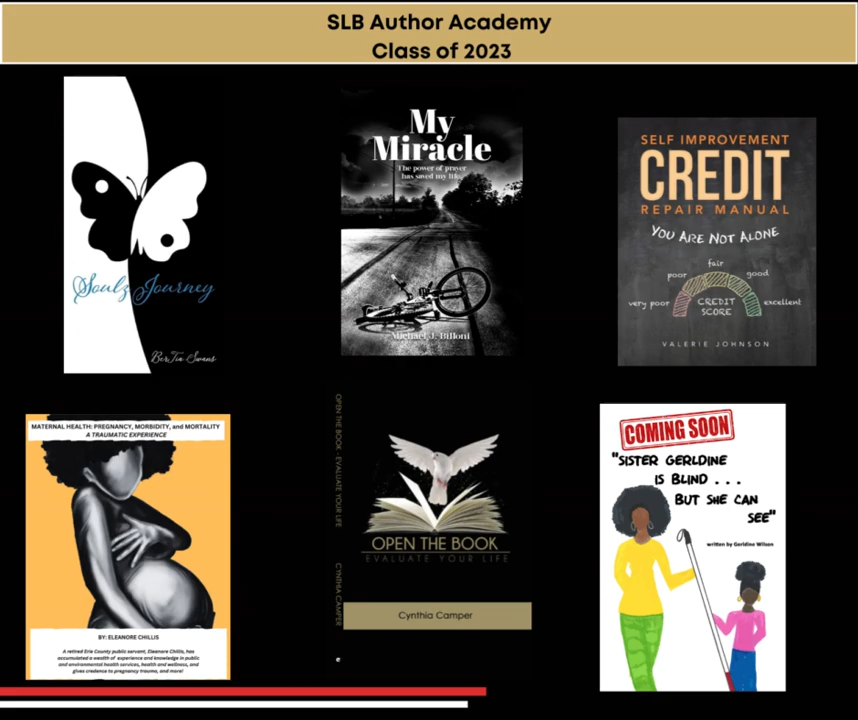 SLB Author Academy
Class of 2023
Soulz Journey
BerTia Swans
My
Miracle
The power of prayer
has saved my life.
Michael J. Billoni
SELF IMPROVEMENT
CREDIT
REPAIR MANUAL
YOU ARE NOT ALONE
fair
poor
good
very poor
excellent
CREDIT
SCORE
VALERIE JOHNSON
MATERNAL HEALTH: PREGNANCY, MORBIDITY, and MORTALITY
A TRAUMATIC EXPERIENCE
BY: ELEANORE CHILLIS
A retired Erie County public servant, Eleanore Chillis, has
accumulated a wealth of experience and knowledge in public
and environmental health services, health and wellness, and
gives credence to pregnancy trauma, and more!
OPEN THE BOOK - EVALUATE YOUR LIFE
CYNTHIA CAMPER
OPEN THE BOOK
EVALUATE YOUR LIFE
Cynthia Camper
COMING SOON
"SISTER GERLDINE
IS BLIND . . .
BUT SHE CAN
SEE"
written by Gerldine Wilson